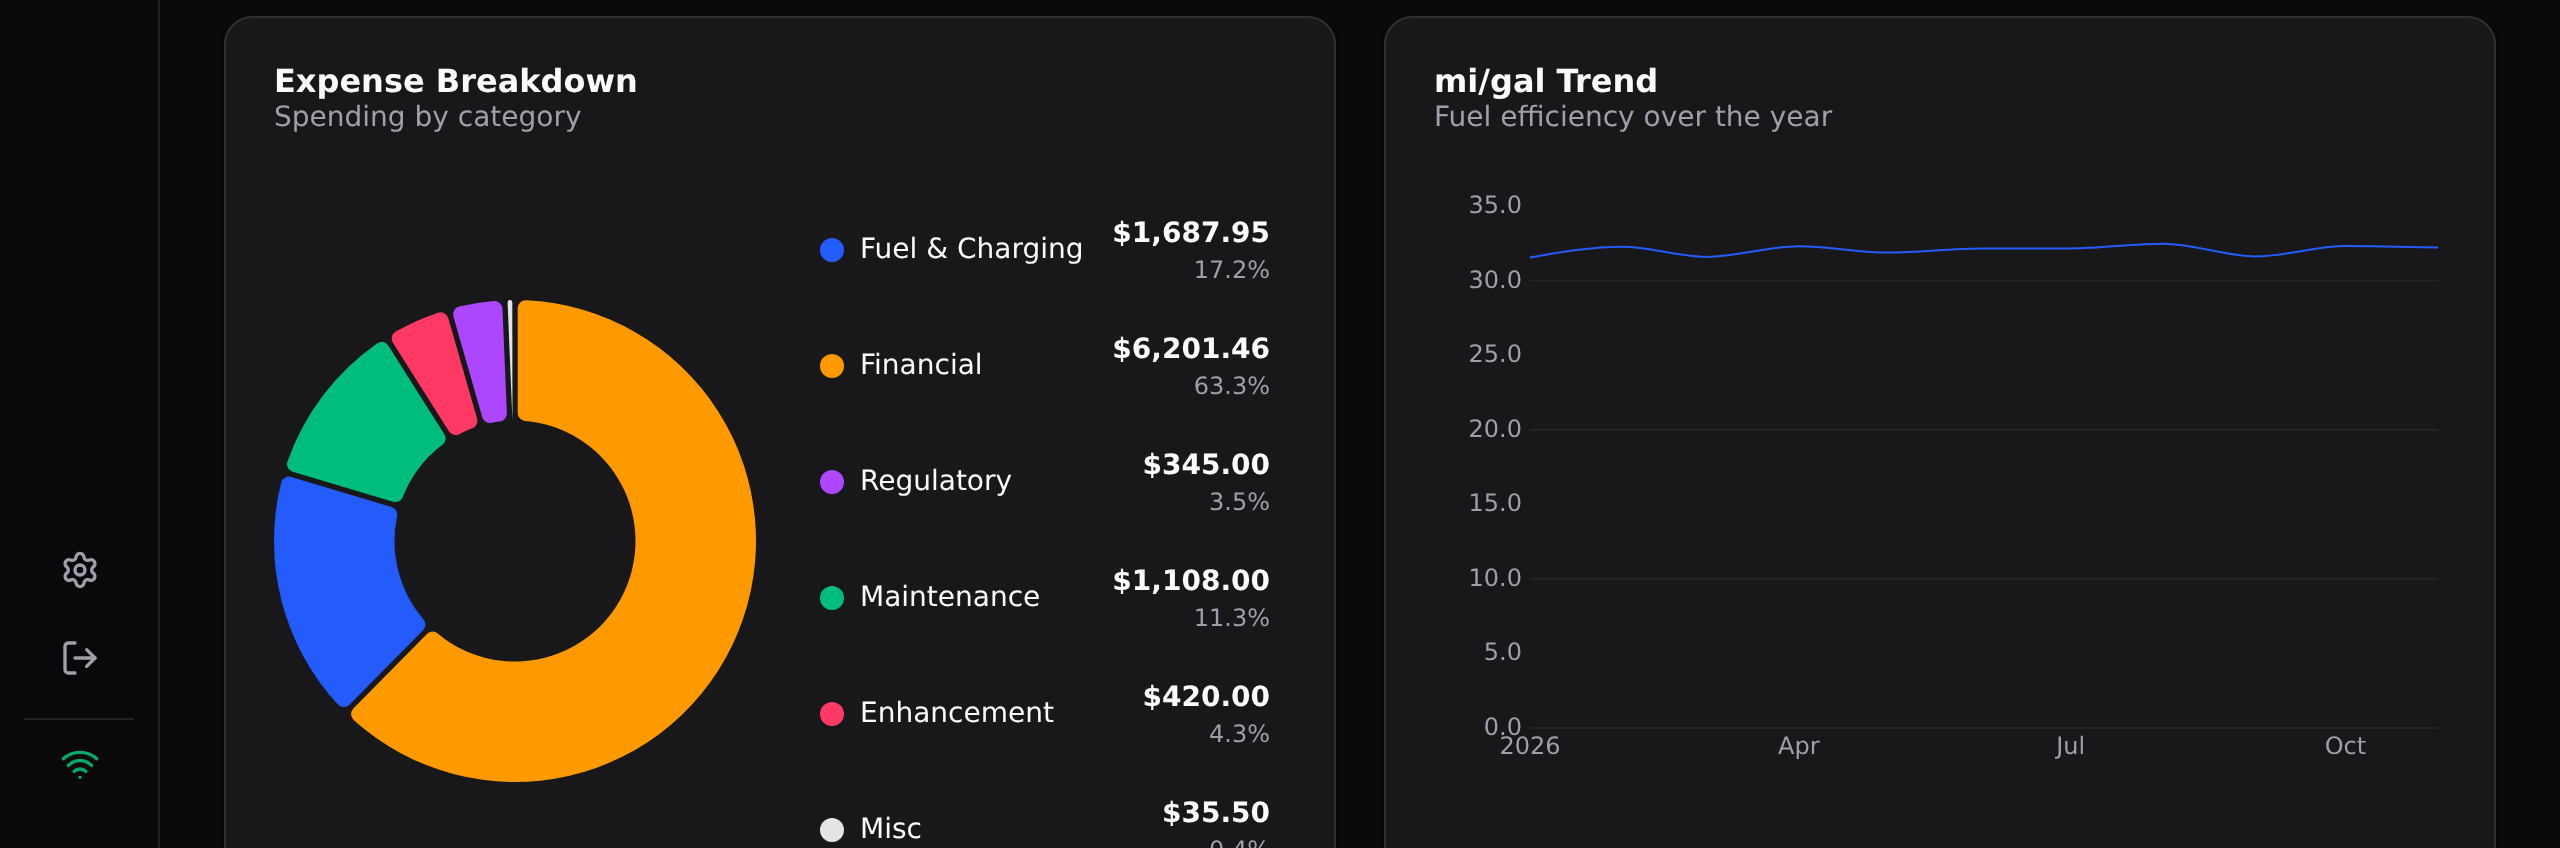 Expense Breakdown
Spending by category
Fuel & Charging
$1,687.95
17.2%
Financial
$6,201.46
63.3%
Regulatory
$345.00
3.5%
Maintenance
$1,108.00
11.3%
Enhancement
$420.00
4.3%
Misc
$35.50
0.4%
mi/gal Trend
Fuel efficiency over the year
35.0
30.0
25.0
20.0
15.0
10.0
5.0
0.0
2026
Apr
Jul
Oct